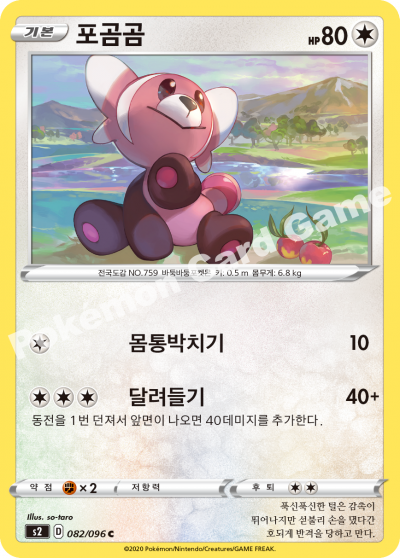 기본 포곰곰 HP 80
전국도감 NO.759 바둥바둥포켓몬 키: 0.5 m 몸무게: 6.8 kg
Pokémon Card Game
몸통박치기 10
달려들기 40+
동전을 1번 던져서 앞면이 나오면 40데미지를 추가한다.
약점 ×2 저항력 후퇴
Illus. so-taro
s2 D 082/096 C
푹신푹신한 털은 감촉이
뛰어나지만 섣불리 손을 댔다간
호되게 반격을 당하고 만다.
©2020 Pokémon/Nintendo/Creatures/GAME FREAK.